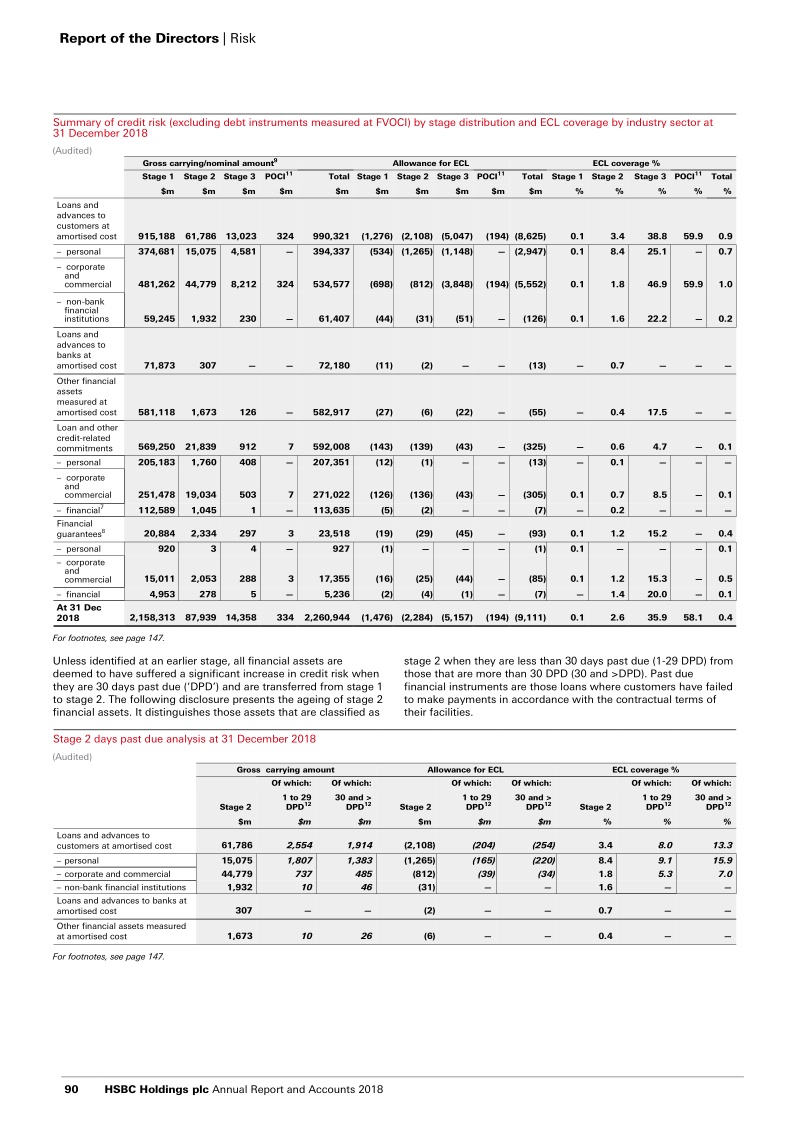 Report of the Directors | Risk
Summary of credit risk (excluding debt instruments measured at FVOCI) by stage distribution and ECL coverage by industry sector at
31 December 2018
(Audited)
Gross carrying/nominal amount9 Allowance for ECL ECL coverage %
Stage 1 Stage 2 Stage 3 POCI11 Total Stage 1 Stage 2 Stage 3 POCI11 Total Stage 1 Stage 2 Stage 3 POCI11 Total
$m $m $m $m $m $m $m $m $m $m % % % % %
Loans and
advances to
customers at
amortised cost 915,188 61,786 13,023 324 990,321 (1,276) (2,108) (5,047) (194) (8,625) 0.1 3.4 38.8 59.9 0.9
– personal 374,681 15,075 4,581 — 394,337 (534) (1,265) (1,148) — (2,947) 0.1 8.4 25.1 — 0.7
– corporate
and
commercial 481,262 44,779 8,212 324 534,577 (698) (812) (3,848) (194) (5,552) 0.1 1.8 46.9 59.9 1.0
– non-bank
financial
institutions 59,245 1,932 230 — 61,407 (44) (31) (51) — (126) 0.1 1.6 22.2 — 0.2
Loans and
advances to
banks at
amortised cost 71,873 307 — — 72,180 (11) (2) — — (13) — 0.7 — — —
Other financial
assets
measured at
amortised cost 581,118 1,673 126 — 582,917 (27) (6) (22) — (55) — 0.4 17.5 — —
Loan and other
credit-related
commitments 569,250 21,839 912 7 592,008 (143) (139) (43) — (325) — 0.6 4.7 — 0.1
– personal 205,183 1,760 408 — 207,351 (12) (1) — — (13) — 0.1 — — —
– corporate
and
commercial 251,478 19,034 503 7 271,022 (126) (136) (43) — (305) 0.1 0.7 8.5 — 0.1
– financial7 112,589 1,045 1 — 113,635 (5) (2) — — (7) — 0.2 — — —
Financial
guarantees8 20,884 2,334 297 3 23,518 (19) (29) (45) — (93) 0.1 1.2 15.2 — 0.4
– personal 920 3 4 — 927 (1) — — — (1) 0.1 — — — 0.1
– corporate
and
commercial 15,011 2,053 288 3 17,355 (16) (25) (44) — (85) 0.1 1.2 15.3 — 0.5
– financial 4,953 278 5 — 5,236 (2) (4) (1) — (7) — 1.4 20.0 — 0.1
At 31 Dec
2018 2,158,313 87,939 14,358 334 2,260,944 (1,476) (2,284) (5,157) (194) (9,111) 0.1 2.6 35.9 58.1 0.4
For footnotes, see page 147.
Unless identified at an earlier stage, all financial assets are
deemed to have suffered a significant increase in credit risk when
they are 30 days past due (‘DPD’) and are transferred from stage 1
to stage 2. The following disclosure presents the ageing of stage 2
financial assets. It distinguishes those assets that are classified as
stage 2 when they are less than 30 days past due (1-29 DPD) from
those that are more than 30 DPD (30 and >DPD). Past due
financial instruments are those loans where customers have failed
to make payments in accordance with the contractual terms of
their facilities.
Stage 2 days past due analysis at 31 December 2018
(Audited)
Gross carrying amount Allowance for ECL ECL coverage %
Of which: Of which: Of which: Of which: Of which: Of which:
Stage 2 1 to 29 DPD12 30 and > DPD12 Stage 2 1 to 29 DPD12 30 and > DPD12 Stage 2 1 to 29 DPD12 30 and > DPD12
$m $m $m $m $m $m % % %
Loans and advances to
customers at amortised cost 61,786 2,554 1,914 (2,108) (204) (254) 3.4 8.0 13.3
– personal 15,075 1,807 1,383 (1,265) (165) (220) 8.4 9.1 15.9
– corporate and commercial 44,779 737 485 (812) (39) (34) 1.8 5.3 7.0
– non-bank financial institutions 1,932 10 46 (31) — — 1.6 — —
Loans and advances to banks at
amortised cost 307 — — (2) — — 0.7 — —
Other financial assets measured
at amortised cost 1,673 10 26 (6) — — 0.4 — —
For footnotes, see page 147.
90 HSBC Holdings plc Annual Report and Accounts 2018